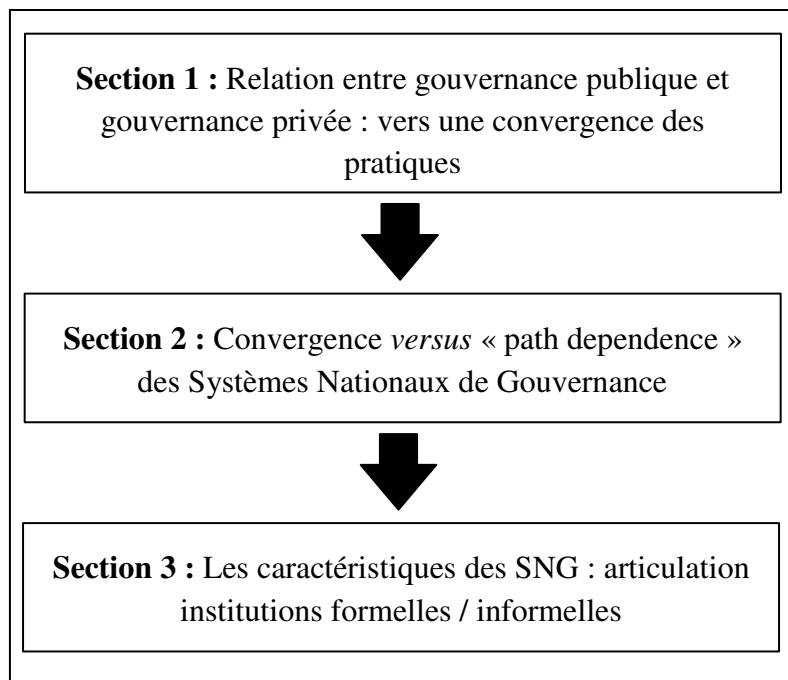 Section 1 : Relation entre gouvernance publique et
gouvernance privée : vers une convergence des
pratiques
Section 2 : Convergence versus « path dependence »
des Systèmes Nationaux de Gouvernance
Section 3 : Les caractéristiques des SNG : articulation
institutions formelles / informelles